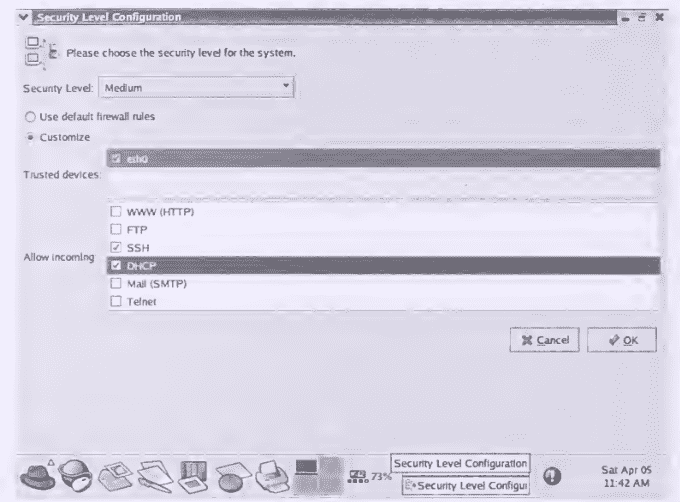 Security Level Configuration
Please choose the security level for the system.
Security Level: Medium
Use default firewall rules
Customize
eth0
Trusted devices:
WWW (HTTP)
FTP
SSH
Allow incoming
DHCP
Mail (SMTP)
Telnet
Cancel OK
73%
Security Level Configuration
Security Level Configu
Sat Apr 05
11:42 AM